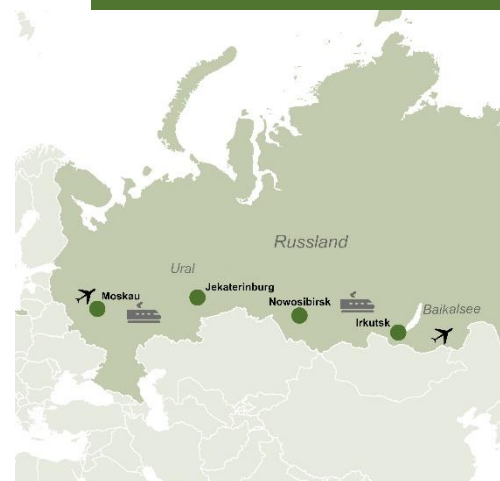 Russland
Ural
Jekaterinburg
Moskau
Nowosibirsk
Baikalsee
Irkutsk